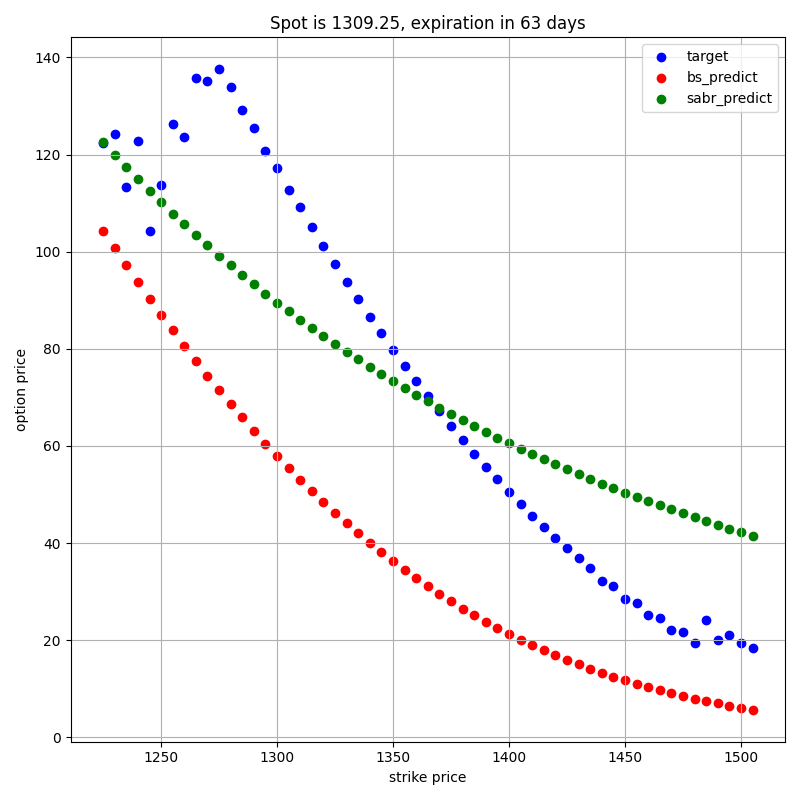 Spot is 1309.25, expiration in 63 days
target
bs_predict
sabr_predict
140
120
100
80
60
40
20
0
option price
1250 1300 1350 1400 1450 1500
strike price